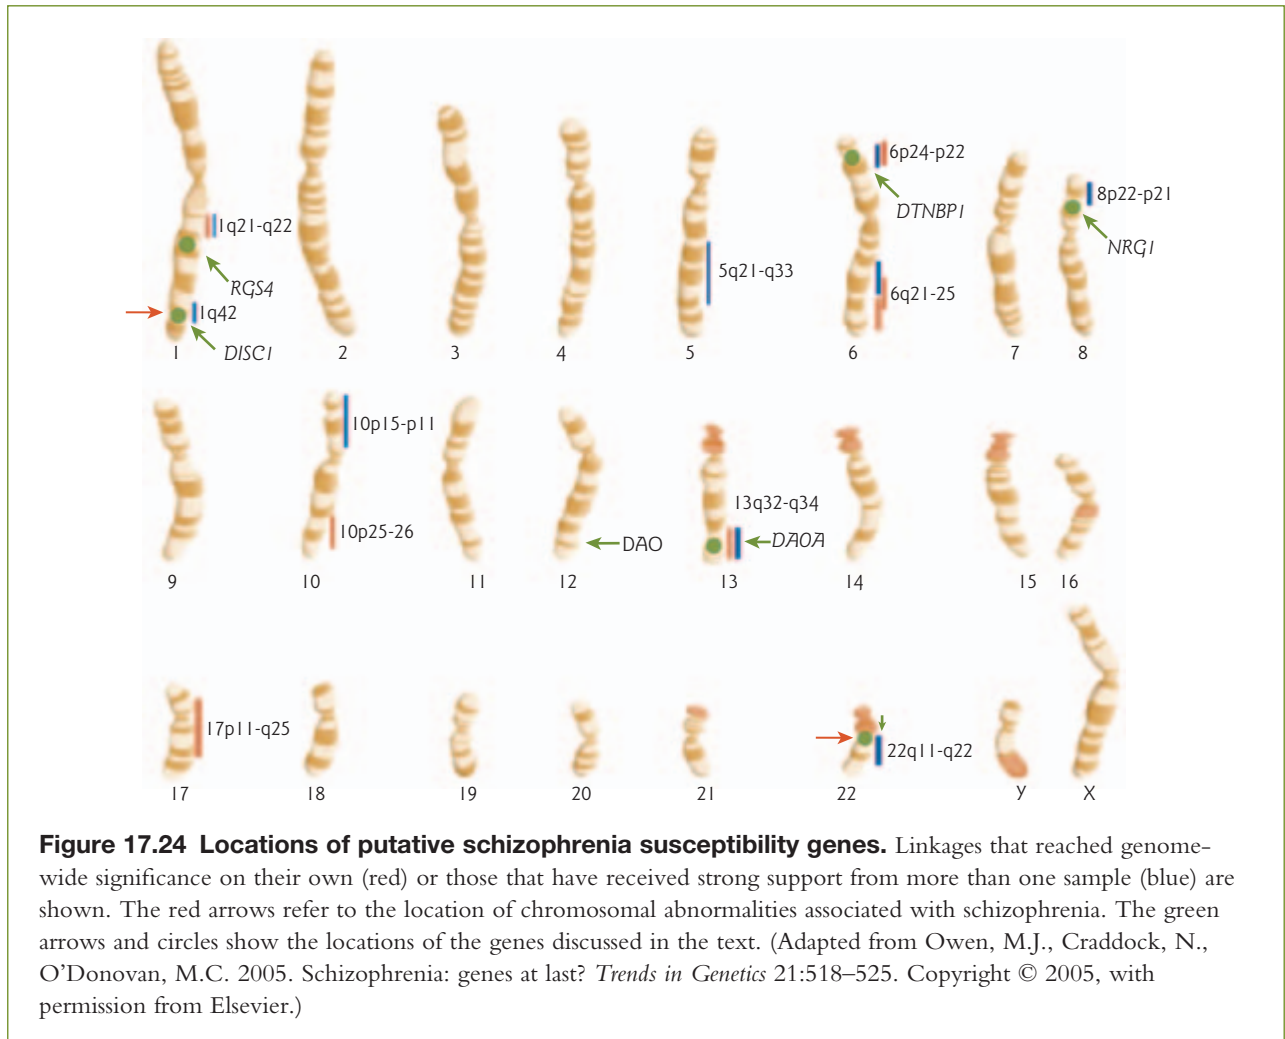 6p24-p22
DTNBP1
8p22-p21
NRG1
1q21-q22
RGS4
5q21-q33
6q21-25
1q42
DISC1
1 2 3 4 5 6 7 8
10p15-p11
13q32-q34
10p25-26
DAO
DAOA
9 10 11 12 13 14 15 16
17p11-q25
22q11-q22
17 18 19 20 21 22 Y X
Figure 17.24 Locations of putative schizophrenia susceptibility genes. Linkages that reached genome-
wide significance on their own (red) or those that have received strong support from more than one sample (blue) are
shown. The red arrows refer to the location of chromosomal abnormalities associated with schizophrenia. The green
arrows and circles show the locations of the genes discussed in the text. (Adapted from Owen, M.J., Craddock, N.,
O'Donovan, M.C. 2005. Schizophrenia: genes at last? Trends in Genetics 21:518–525. Copyright © 2005, with
permission from Elsevier.)